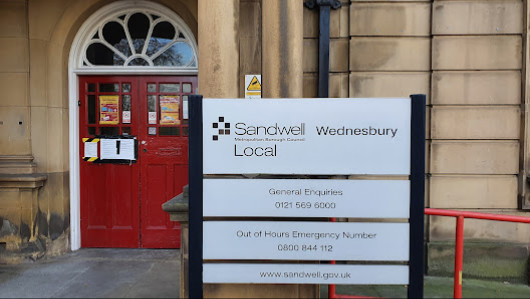 Sandwell Wednesbury
Metropolitan Borough Council
Local
General Enquiries
0121 569 6000
Out of Hours Emergency Number
0800 844 112
www.sandwell.gov.uk